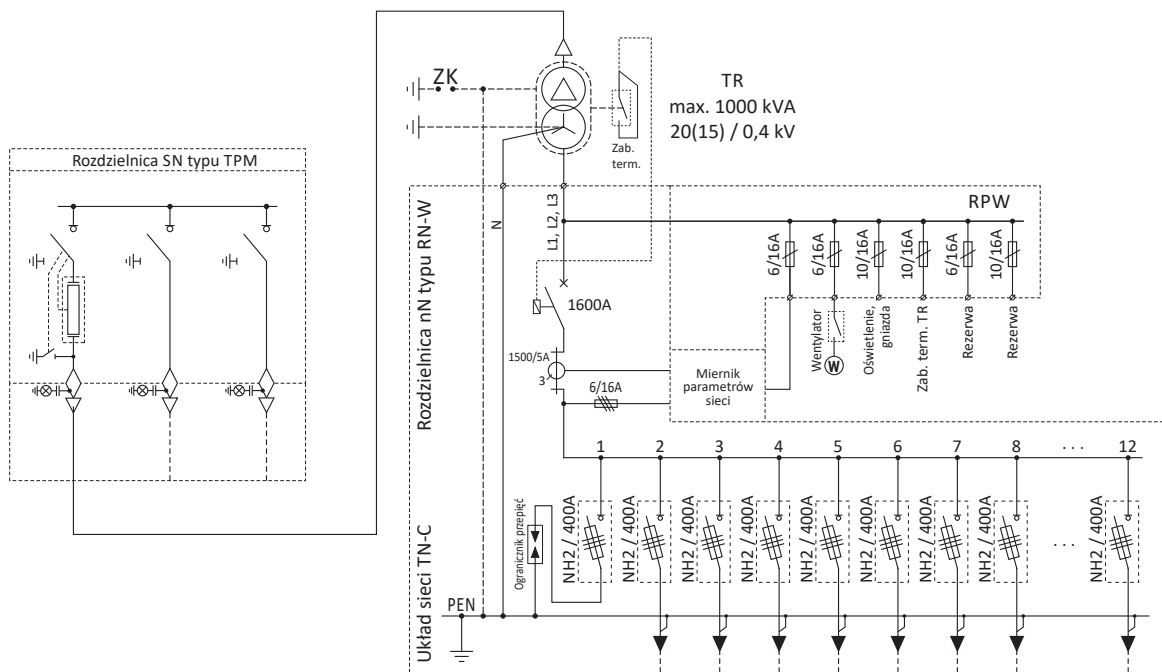 ZK
TR
max. 1000 kVA
20(15) / 0,4 kV
Zab.
term.
Rozdzielnica SN typu TPM
Rozdzielnica nN typu RN-W
N
L1, L2, L3
RPW
6/16A
6/16A
10/16A
10/16A
6/16A
10/16A
1600A
Wentylator
W
Oświetlenie,
gniazda
Zab. term. TR
Rezerwa
Rezerwa
1500/5A
3
6/16A
Miernik
parametrów
sieci
1
2
3
4
5
6
7
8
. . .
12
Ogranicznik przepięć
NH2 / 400A
NH2 / 400A
NH2 / 400A
NH2 / 400A
NH2 / 400A
NH2 / 400A
NH2 / 400A
NH2 / 400A
. . .
NH2 / 400A
Układ sieci TN-C
PEN